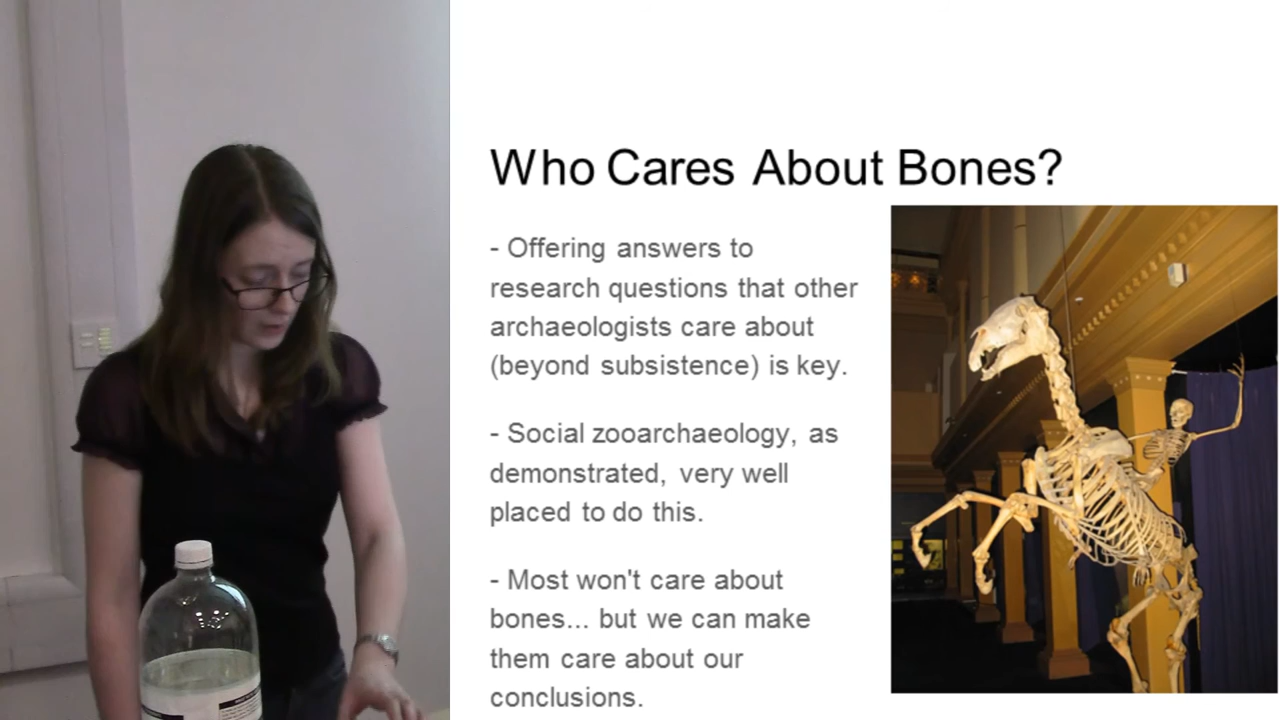 Who Cares About Bones?
- Offering answers to
research questions that other
archaeologists care about
(beyond subsistence) is key.
- Social zooarchaeology, as
demonstrated, very well
placed to do this.
- Most won't care about
bones... but we can make
them care about our
conclusions.